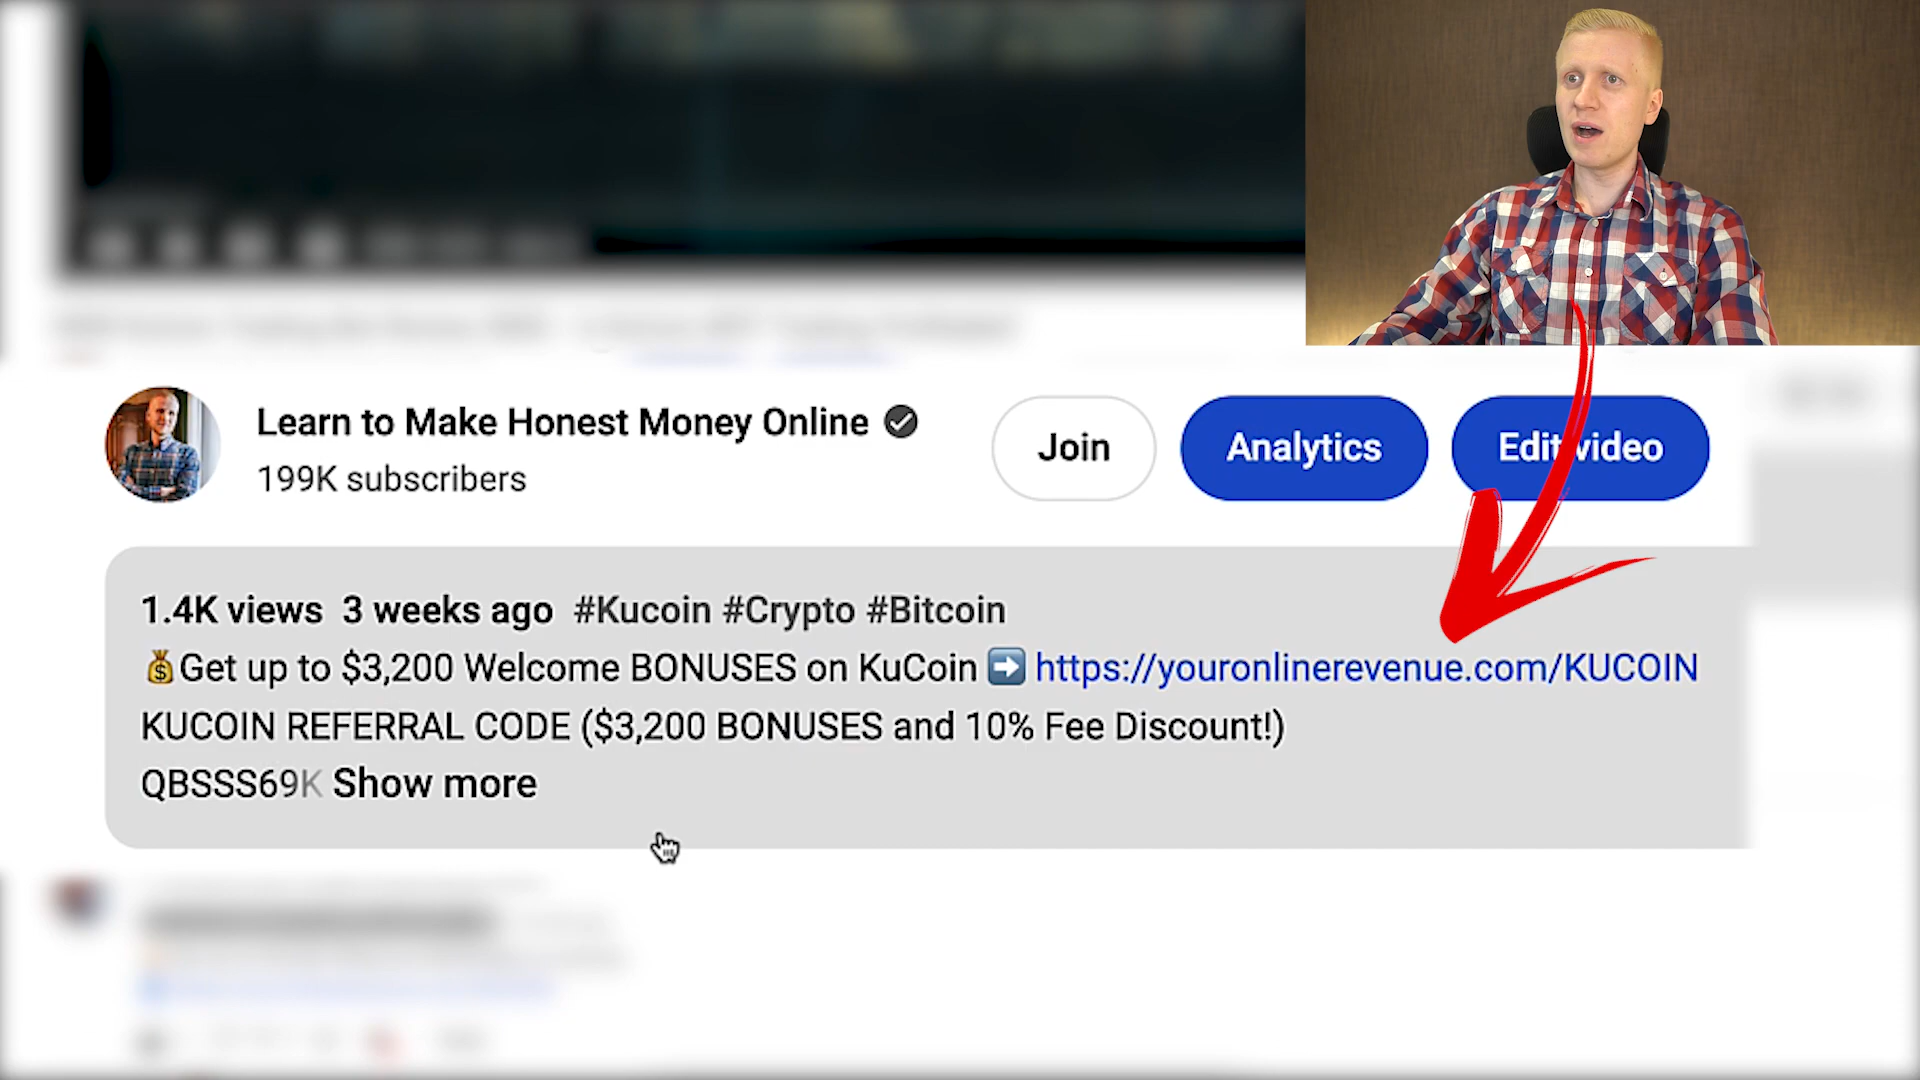 Learn to Make Honest Money Online
199K subscribers
Join
Analytics
Edit video
1.4K views 3 weeks ago #Kucoin #Crypto #Bitcoin
💰Get up to $3,200 Welcome BONUSES on KuCoin ➡️ https://youronlinerevenue.com/KUCOIN
KUCOIN REFERRAL CODE ($3,200 BONUSES and 10% Fee Discount!)
QBSSS69K Show more